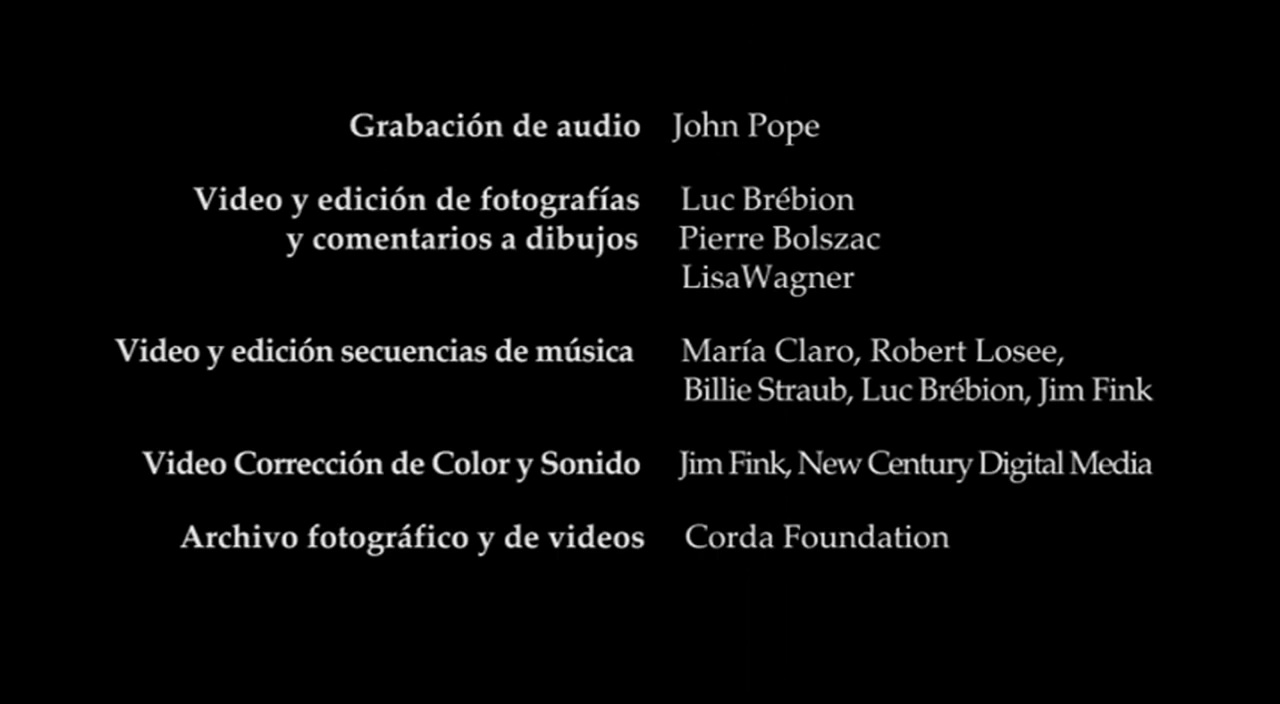 Grabación de audio John Pope
Video y edición de fotografías Luc Brébion
y comentarios a dibujos Pierre Bolszac
LisaWagner
Video y edición secuencias de música María Claro, Robert Losee,
Billie Straub, Luc Brébion, Jim Fink
Video Corrección de Color y Sonido Jim Fink, New Century Digital Media
Archivo fotográfico y de videos Corda Foundation